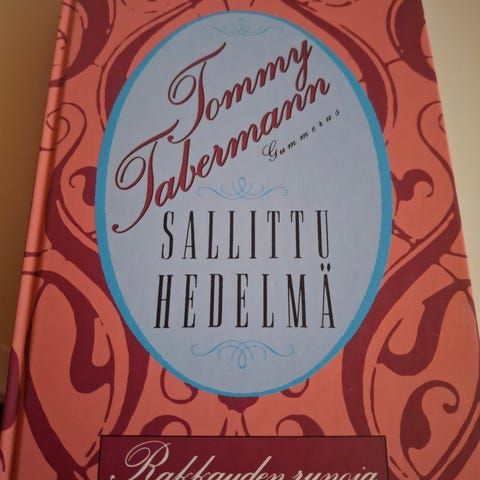 Tommy
Tabermann
Gummerus
SALLITTU
HEDELMÄ
Rakkauden runoja